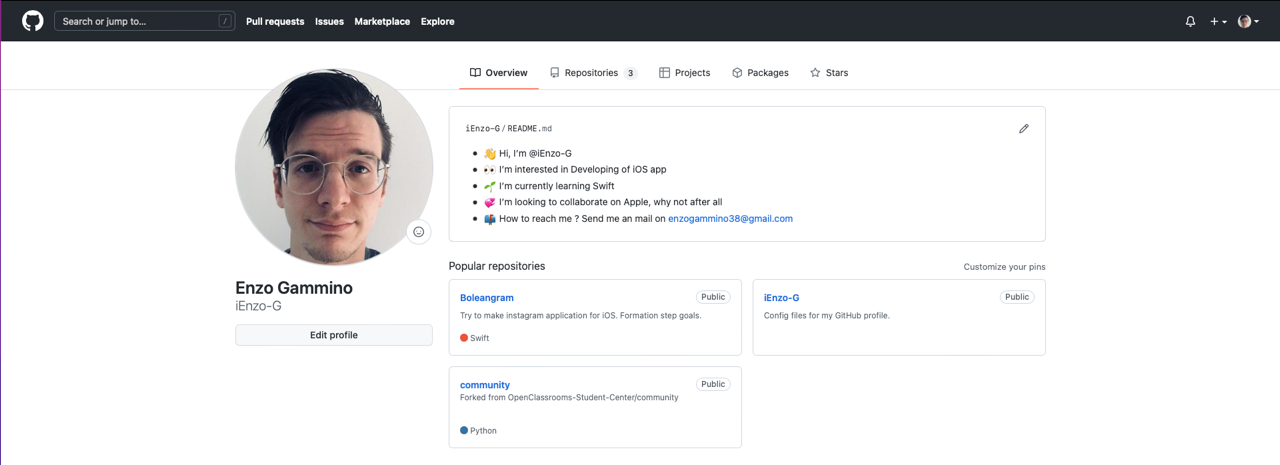 Search or jump to...
/
Pull requests
Issues
Marketplace
Explore
Overview
Repositories 3
Projects
Packages
Stars
Enzo Gammino
iEnzo-G
Edit profile
iEnzo-G / README.md
👋 Hi, I'm @iEnzo-G
👀 I'm interested in Developing of iOS app
🌱 I'm currently learning Swift
💞️ I'm looking to collaborate on Apple, why not after all
📫 How to reach me ? Send me an mail on enzogammino38@gmail.com
Popular repositories
Customize your pins
Boleangram
Public
Try to make instagram application for iOS. Formation step goals.
Swift
iEnzo-G
Public
Config files for my GitHub profile.
community
Public
Forked from OpenClassrooms-Student-Center/community
Python